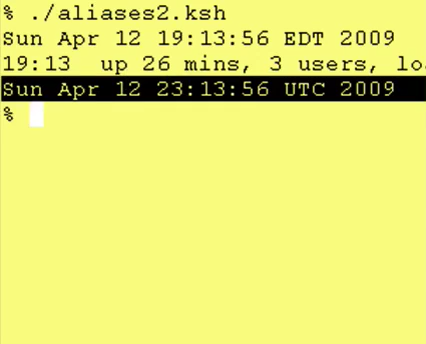 % ./aliases2.ksh
Sun Apr 12 19:13:56 EDT 2009
19:13  up 26 mins, 3 users, lo
Sun Apr 12 23:13:56 UTC 2009
%